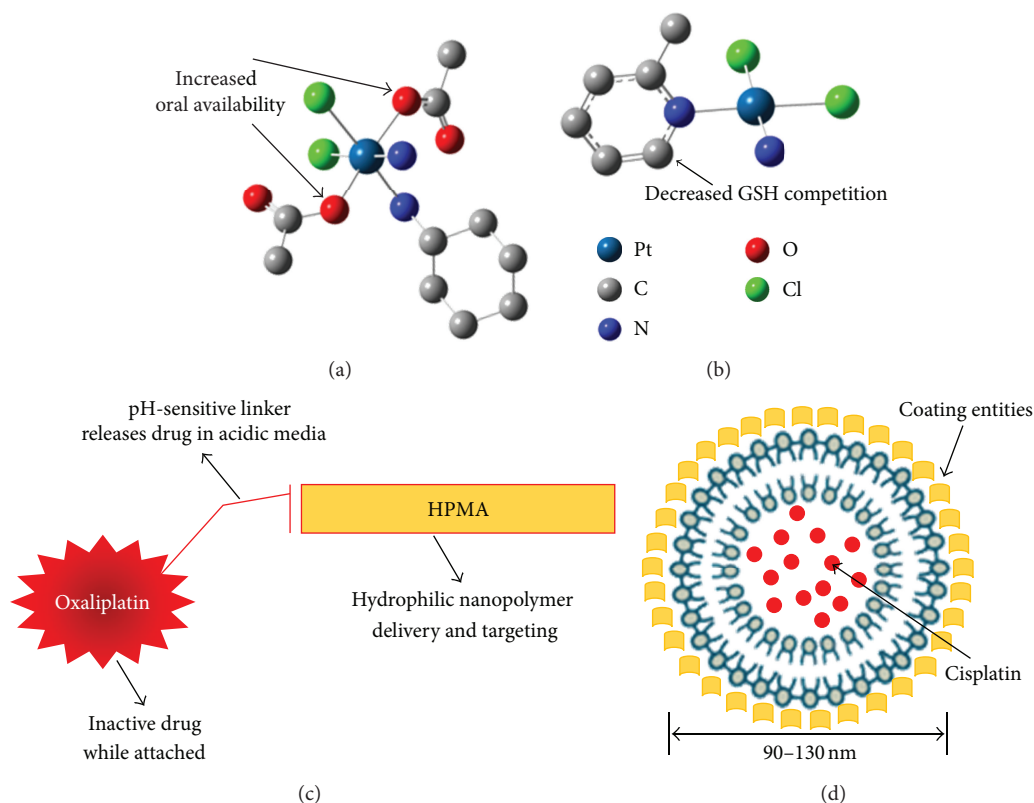 Increased
oral availability
Decreased GSH competition
Pt
O
C
Cl
N
(a)
(b)
pH-sensitive linker
releases drug in acidic media
HPMA
Oxaliplatin
Hydrophilic nanopolymer
delivery and targeting
Inactive drug
while attached
(c)
Coating entities
Cisplatin
90–130 nm
(d)